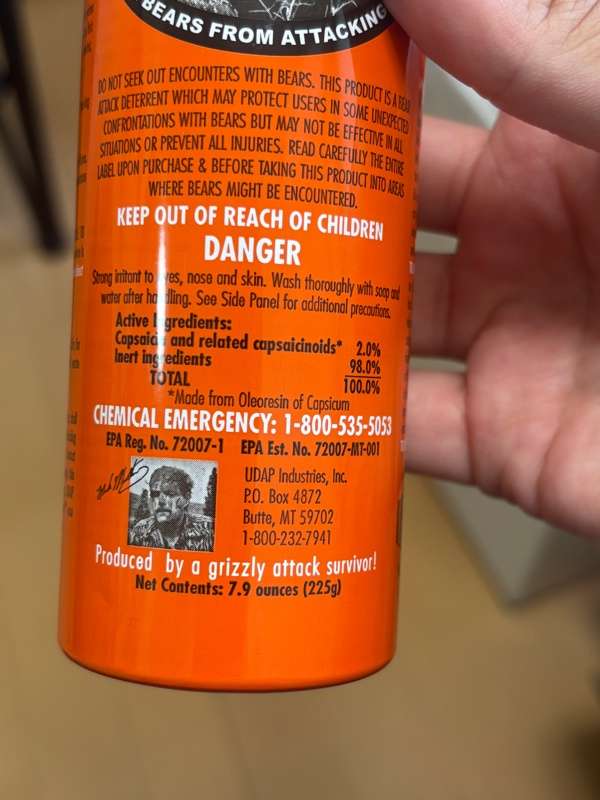 BEARS FROM ATTACKING
DO NOT SEEK OUT ENCOUNTERS WITH BEARS. THIS PRODUCT IS A BEAR
ATTACK DETERRENT WHICH MAY PROTECT USERS IN SOME UNEXPECTED
CONFRONTATIONS WITH BEARS BUT MAY NOT BE EFFECTIVE IN ALL
SITUATIONS OR PREVENT ALL INJURIES. READ CAREFULLY THE ENTIRE
LABEL UPON PURCHASE & BEFORE TAKING THIS PRODUCT INTO AREAS
WHERE BEARS MIGHT BE ENCOUNTERED.
KEEP OUT OF REACH OF CHILDREN
DANGER
Strong irritant to eyes, nose and skin. Wash thoroughly with soap and
water after handling. See Side Panel for additional precautions.
Active Ingredients:
Capsaicin and related capsaicinoids* 2.0%
Inert ingredients 98.0%
TOTAL 100.0%
*Made from Oleoresin of Capsicum
CHEMICAL EMERGENCY: 1-800-535-5053
EPA Reg. No. 72007-1 EPA Est. No. 72007-MT-001
UDAP Industries, Inc.
P.O. Box 4872
Butte, MT 59702
1-800-232-7941
Produced by a grizzly attack survivor!
Net Contents: 7.9 ounces (225g)